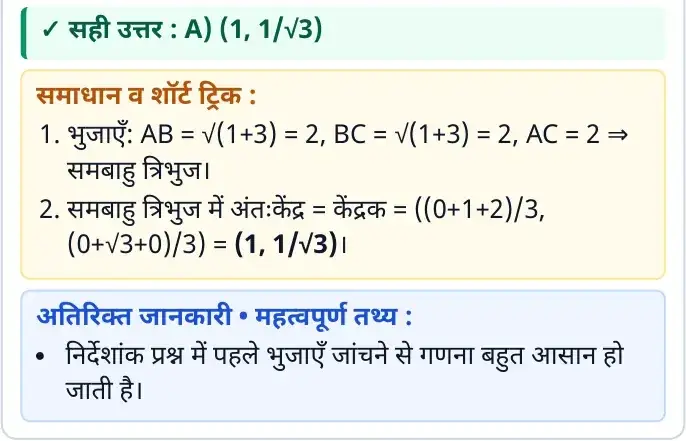 ✓ सही उत्तर : A) (1, 1/√3)
समाधान व शॉर्ट ट्रिक :
1. भुजाएँ: AB = √(1+3) = 2, BC = √(1+3) = 2, AC = 2 ⇒
समबाहु त्रिभुज।
2. समबाहु त्रिभुज में अंतःकेंद्र = केंद्रक = ((0+1+2)/3,
(0+√3+0)/3) = (1, 1/√3)।
अतिरिक्त जानकारी • महत्वपूर्ण तथ्य :
• निर्देशांक प्रश्न में पहले भुजाएँ जांचने से गणना बहुत आसान हो
जाती है।